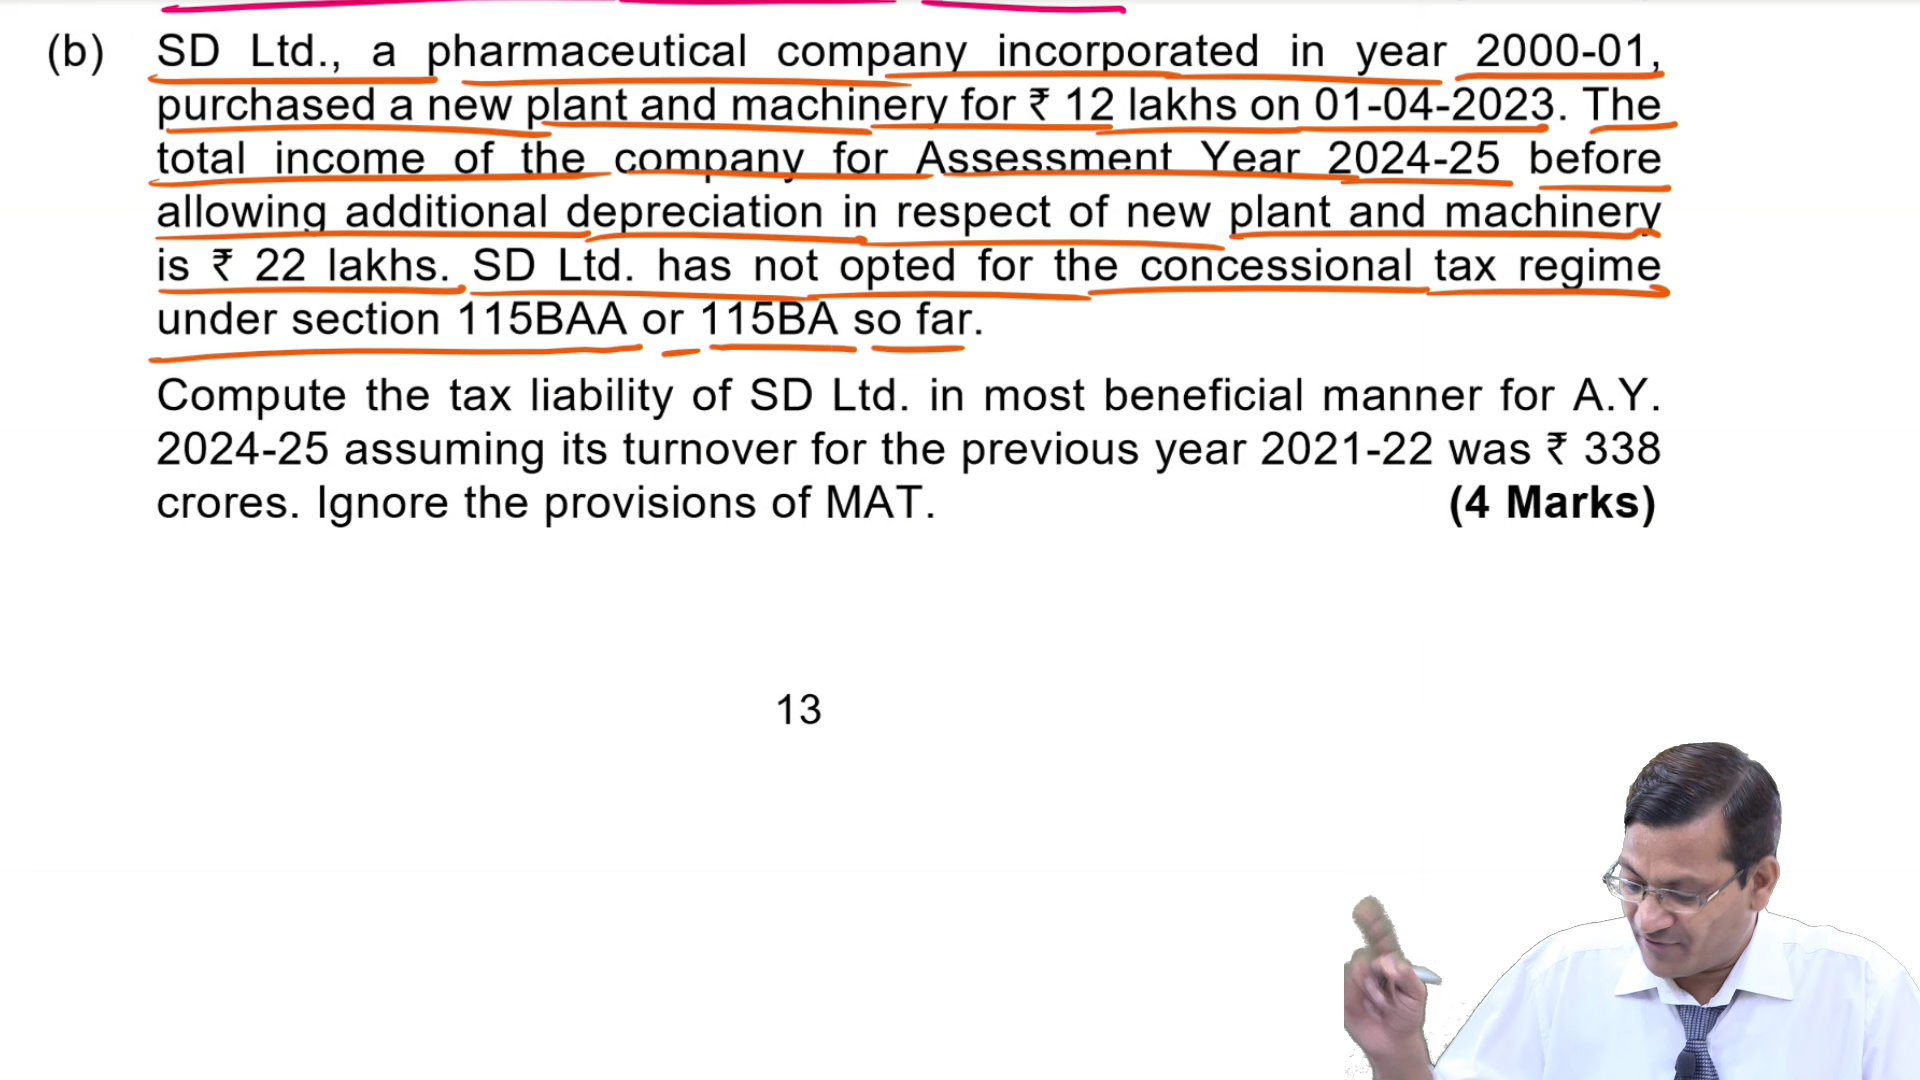 (b) SD Ltd., a pharmaceutical company incorporated in year 2000-01,
purchased a new plant and machinery for ₹ 12 lakhs on 01-04-2023. The
total income of the company for Assessment Year 2024-25 before
allowing additional depreciation in respect of new plant and machinery
is ₹ 22 lakhs. SD Ltd. has not opted for the concessional tax regime
under section 115BAA or 115BA so far.
Compute the tax liability of SD Ltd. in most beneficial manner for A.Y.
2024-25 assuming its turnover for the previous year 2021-22 was ₹ 338
crores. Ignore the provisions of MAT. (4 Marks)
13